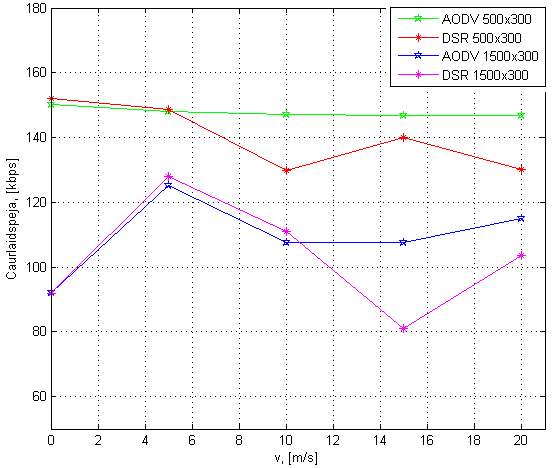 180
160
140
120
100
80
60
Caurlaidspeja, [kbps]
AODV 500x300
DSR 500x300
AODV 1500x300
DSR 1500x300
0 2 4 6 8 10 12 14 16 18 20
v, [m/s]